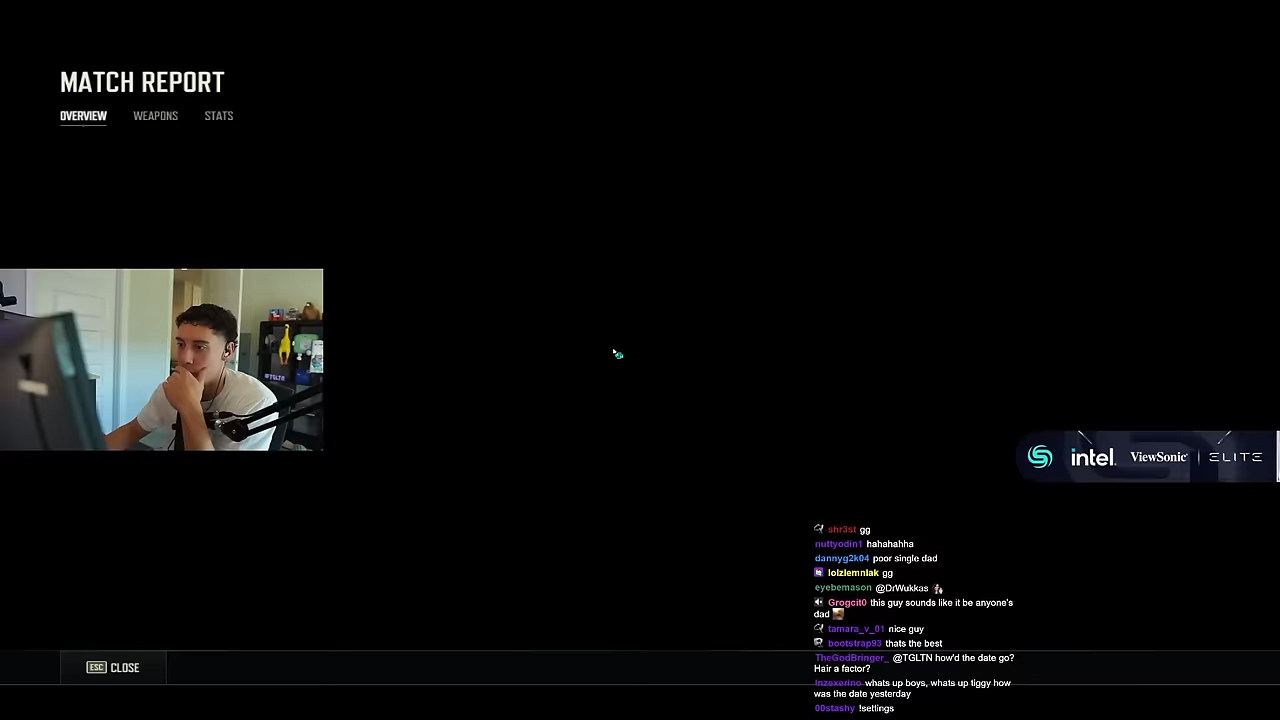 MATCH REPORT
OVERVIEW WEAPONS STATS
TGLTN
intel. ViewSonic ELITE
shr3st gg
nuttyodin1 hahahahha
dannyg2k04 poor single dad
lolzlemnlak gg
eyebemason @DrWukkas
Grogcit0 this guy sounds like it be anyone's
dad
tamara_v_01 nice guy
bootstrap93 thats the best
TheGodBringer_ @TGLTN how'd the date go?
Hair a factor?
Inzexerino whats up boys, whats up tiggy how
was the date yesterday
00stashy !settings
ESC CLOSE